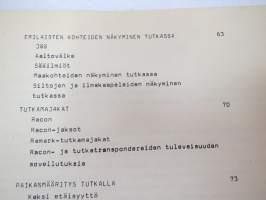 ERILAISTEN KOHTEIDEN NÄKYMINEN TUTKASSA 63
Jää
Aaltovälke
Sääilmiöt
Maakohteiden näkyminen tutkassa
Siltojen ja ilmakaapeleiden näkyminen
tutkassa
TUTKAMAJAKAT 70
Racon
Racon-jaksot
Ramark-tutkamajakat
Racon- ja tutkatranspondereiden tulevaisuuden
sovellutuksia
PAIKANMÄÄRITYS TUTKALLA 73
Kaksi etäisyyttä